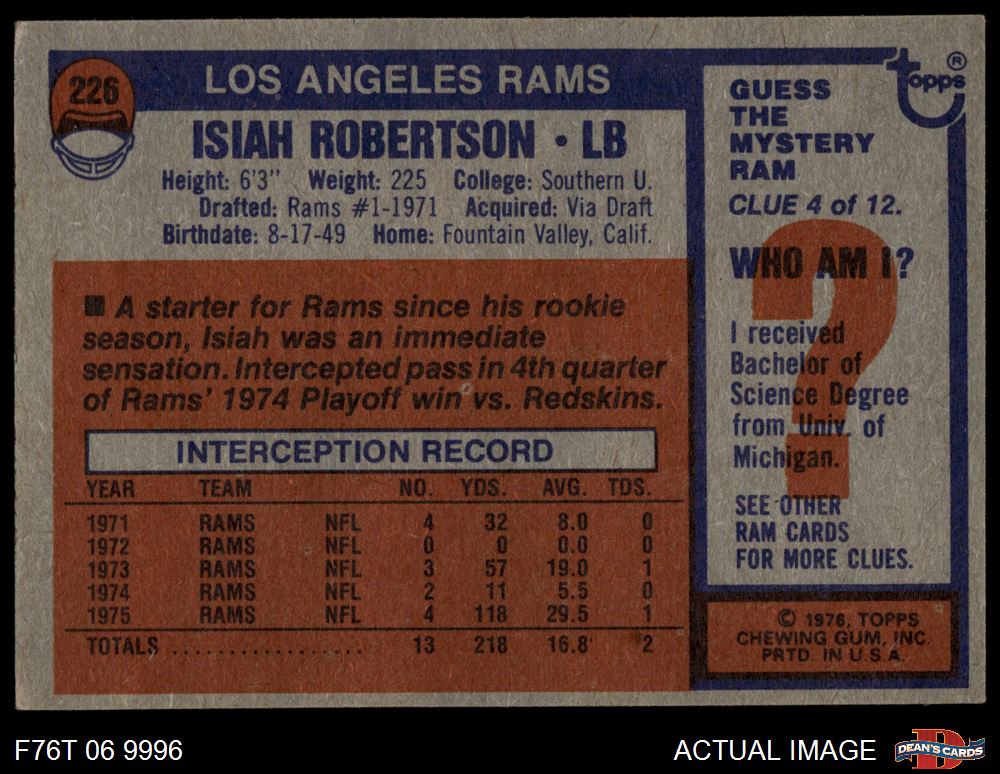 226
LOS ANGELES RAMS
ISIAH ROBERTSON • LB
Height: 6'3" Weight: 225 College: Southern U.
Drafted: Rams #1-1971 Acquired: Via Draft
Birthdate: 8-17-49 Home: Fountain Valley, Calif.
■ A starter for Rams since his rookie
season, Isiah was an immediate
sensation. Intercepted pass in 4th quarter
of Rams' 1974 Playoff win vs. Redskins.
INTERCEPTION RECORD
YEAR TEAM NO. YDS. AVG. TDS.
1971 RAMS NFL 4 32 8.0 0
1972 RAMS NFL 0 0 0.0 0
1973 RAMS NFL 3 57 19.0 1
1974 RAMS NFL 2 11 5.5 0
1975 RAMS NFL 4 118 29.5 1
TOTALS .................. 13 218 16.8 2
topps ®
GUESS
THE
MYSTERY
RAM
CLUE 4 of 12.
WHO AM I?
?
I received
Bachelor of
Science Degree
from Univ. of
Michigan.
SEE OTHER
RAM CARDS
FOR MORE CLUES.
© 1976, TOPPS
CHEWING GUM, INC.
PRTD. IN U.S.A.
F76T 06 9996
ACTUAL IMAGE
D
DEAN'S CARDS